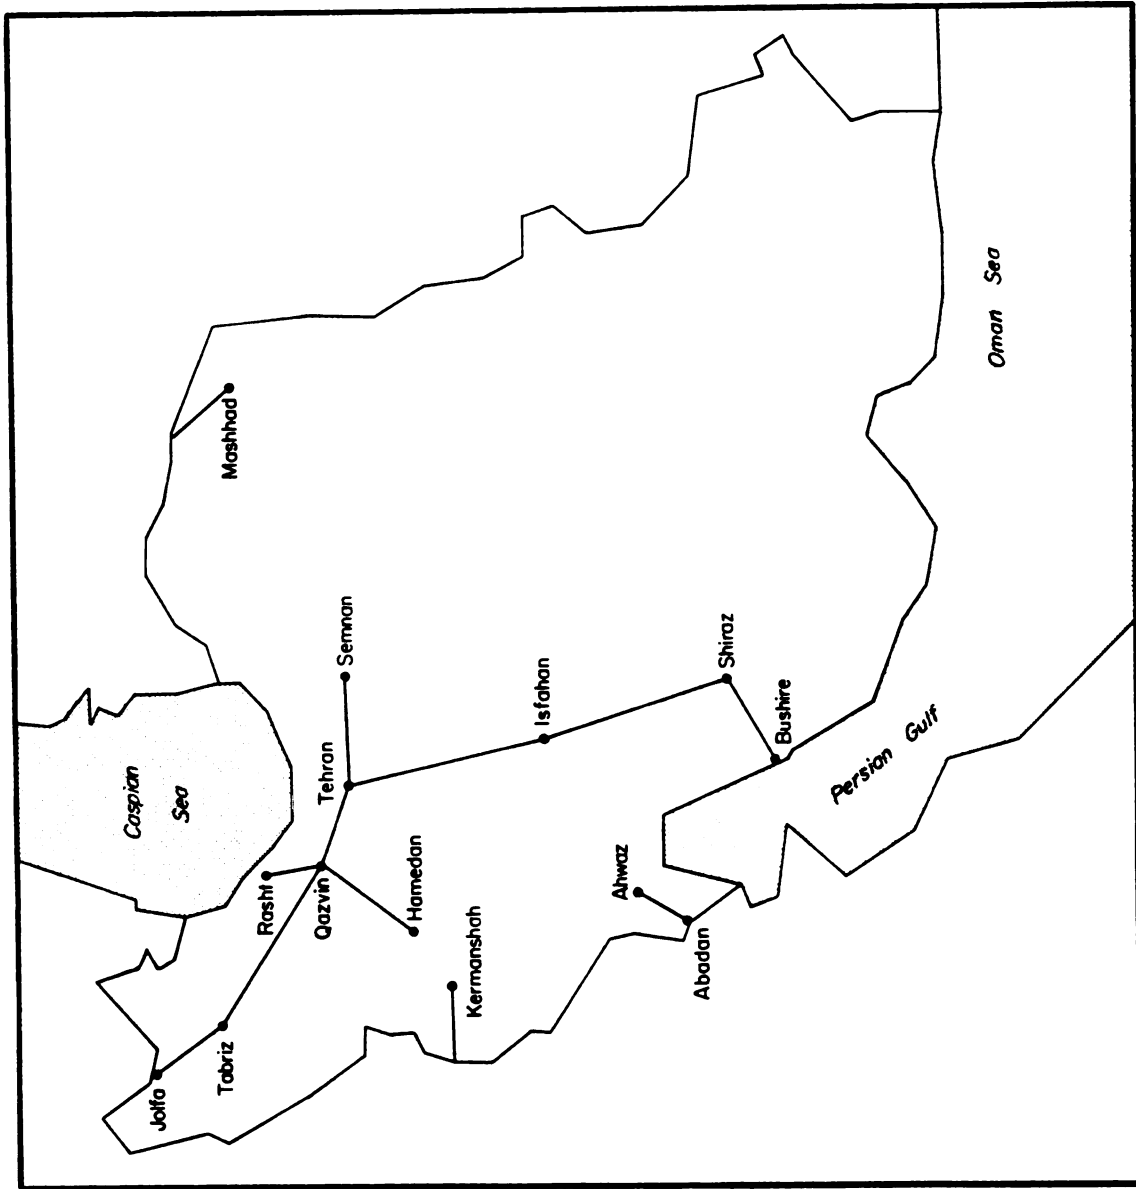 Caspian
Sea
Jolfa
Tabriz
Rasht
Qazvin
Tehran
Semnan
Mashhad
Hamedan
Kermanshah
Isfahan
Ahwaz
Abadan
Shiraz
Bushire
Persian Gulf
Oman Sea